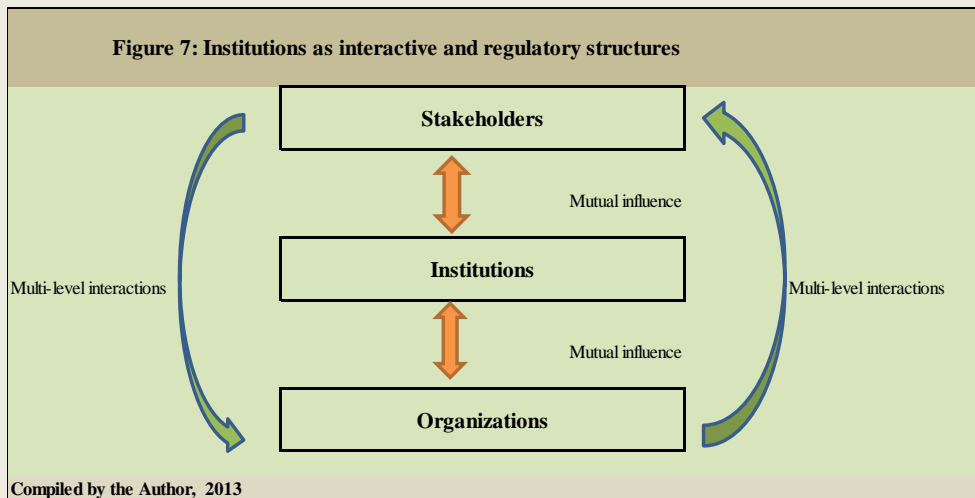 Figure 7: Institutions as interactive and regulatory structures
Stakeholders
Mutual influence
Institutions
Multi-level interactions
Multi-level interactions
Mutual influence
Organizations
Compiled by the Author, 2013